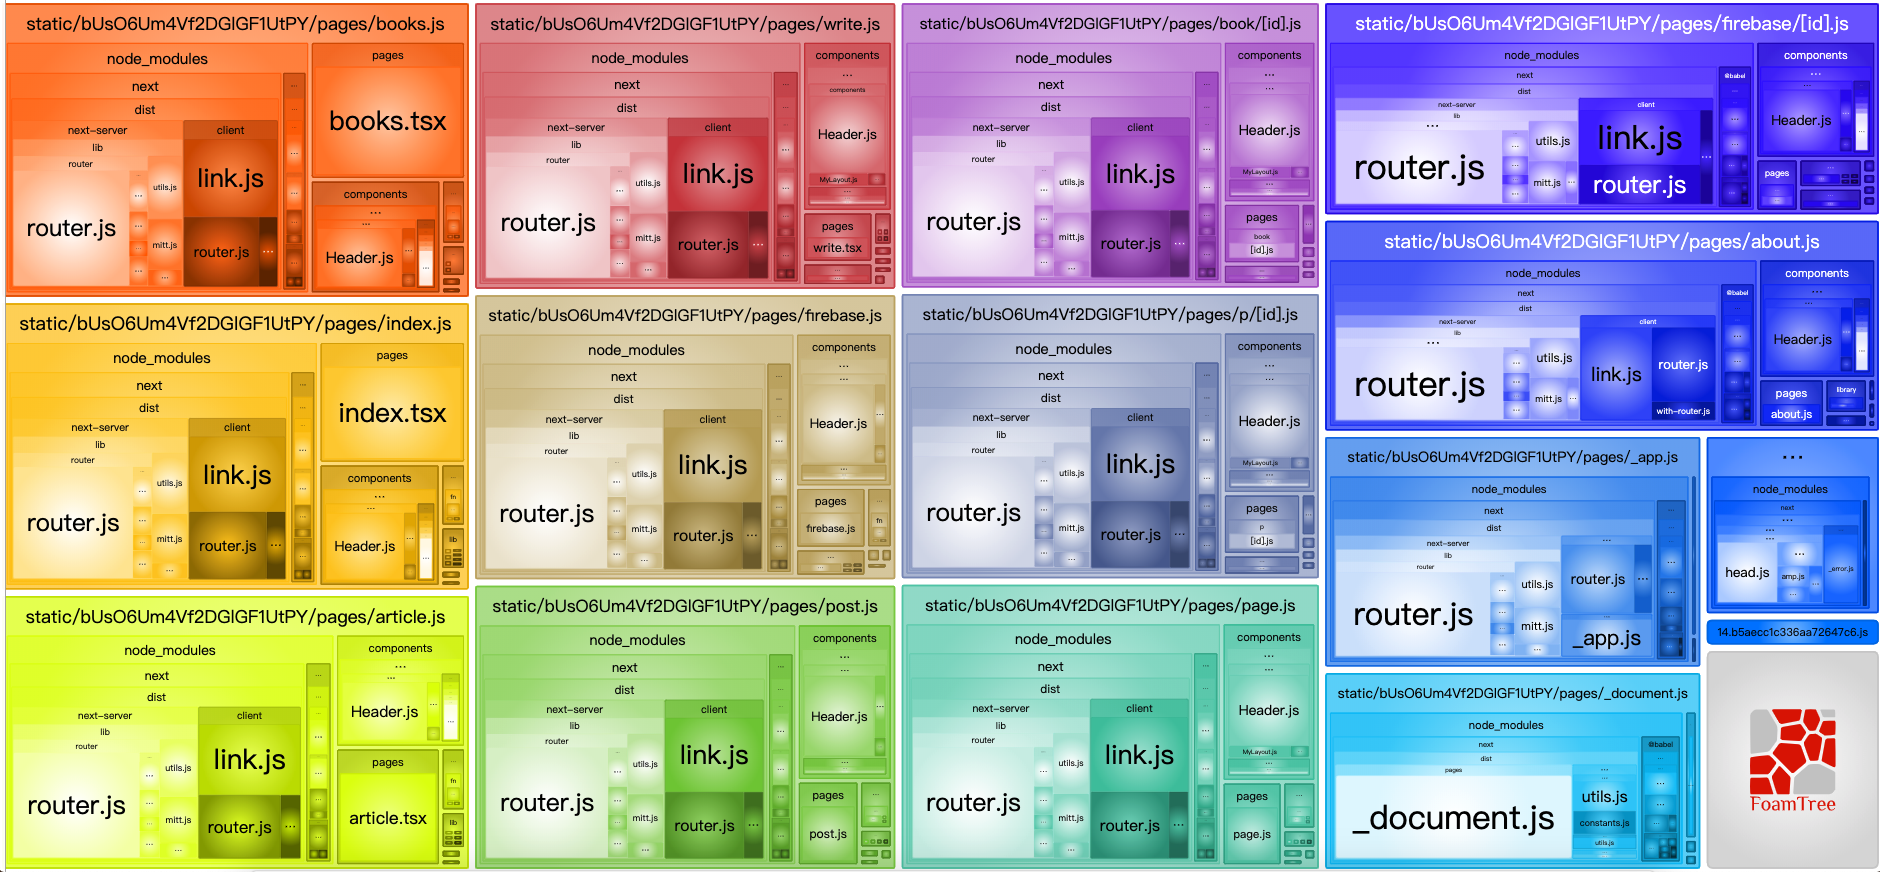 static/bUsO6Um4Vf2DGlGF1UtPY/pages/books.js
node_modules
next
dist
next-server
lib
router
router.js
utils.js
mitt.js
client
link.js
router.js
pages
books.tsx
components
Header.js
static/bUsO6Um4Vf2DGlGF1UtPY/pages/write.js
node_modules
next
dist
next-server
lib
router
router.js
utils.js
mitt.js
client
link.js
router.js
components
components
Header.js
MyLayout.js
pages
write.tsx
static/bUsO6Um4Vf2DGlGF1UtPY/pages/book/[id].js
node_modules
next
dist
next-server
lib
router
router.js
utils.js
mitt.js
client
link.js
router.js
components
Header.js
MyLayout.js
pages
book
[id].js
static/bUsO6Um4Vf2DGlGF1UtPY/pages/firebase/[id].js
node_modules
next
dist
next-server
lib
router.js
utils.js
mitt.js
client
link.js
router.js
@babel
components
Header.js
pages
static/bUsO6Um4Vf2DGlGF1UtPY/pages/about.js
node_modules
next
dist
next-server
lib
router.js
utils.js
mitt.js
client
link.js
router.js
with-router.js
@babel
components
Header.js
pages
about.js
library
static/bUsO6Um4Vf2DGlGF1UtPY/pages/index.js
node_modules
next
dist
next-server
lib
router
router.js
utils.js
mitt.js
client
link.js
router.js
pages
index.tsx
components
Header.js
fn
lib
static/bUsO6Um4Vf2DGlGF1UtPY/pages/firebase.js
node_modules
next
dist
next-server
lib
router
router.js
utils.js
mitt.js
client
link.js
router.js
components
Header.js
pages
firebase.js
fn
static/bUsO6Um4Vf2DGlGF1UtPY/pages/p/[id].js
node_modules
next
dist
next-server
lib
router
router.js
utils.js
mitt.js
client
link.js
router.js
components
Header.js
MyLayout.js
pages
p
[id].js
static/bUsO6Um4Vf2DGlGF1UtPY/pages/_app.js
node_modules
next
dist
next-server
lib
router
router.js
utils.js
mitt.js
router.js
_app.js
...
node_modules
next
head.js
amp.js
_error.js
14.b5aecc1c336aa72647c6.js
static/bUsO6Um4Vf2DGlGF1UtPY/pages/article.js
node_modules
next
dist
next-server
lib
router
router.js
utils.js
mitt.js
client
link.js
router.js
components
Header.js
pages
article.tsx
fn
lib
static/bUsO6Um4Vf2DGlGF1UtPY/pages/post.js
node_modules
next
dist
next-server
lib
router
router.js
utils.js
mitt.js
client
link.js
router.js
components
Header.js
pages
post.js
static/bUsO6Um4Vf2DGlGF1UtPY/pages/page.js
node_modules
next
dist
next-server
lib
router
router.js
utils.js
mitt.js
client
link.js
router.js
components
Header.js
MyLayout.js
pages
page.js
static/bUsO6Um4Vf2DGlGF1UtPY/pages/_document.js
node_modules
next
dist
pages
_document.js
utils.js
constants.js
utils.js
@babel
FoamTree